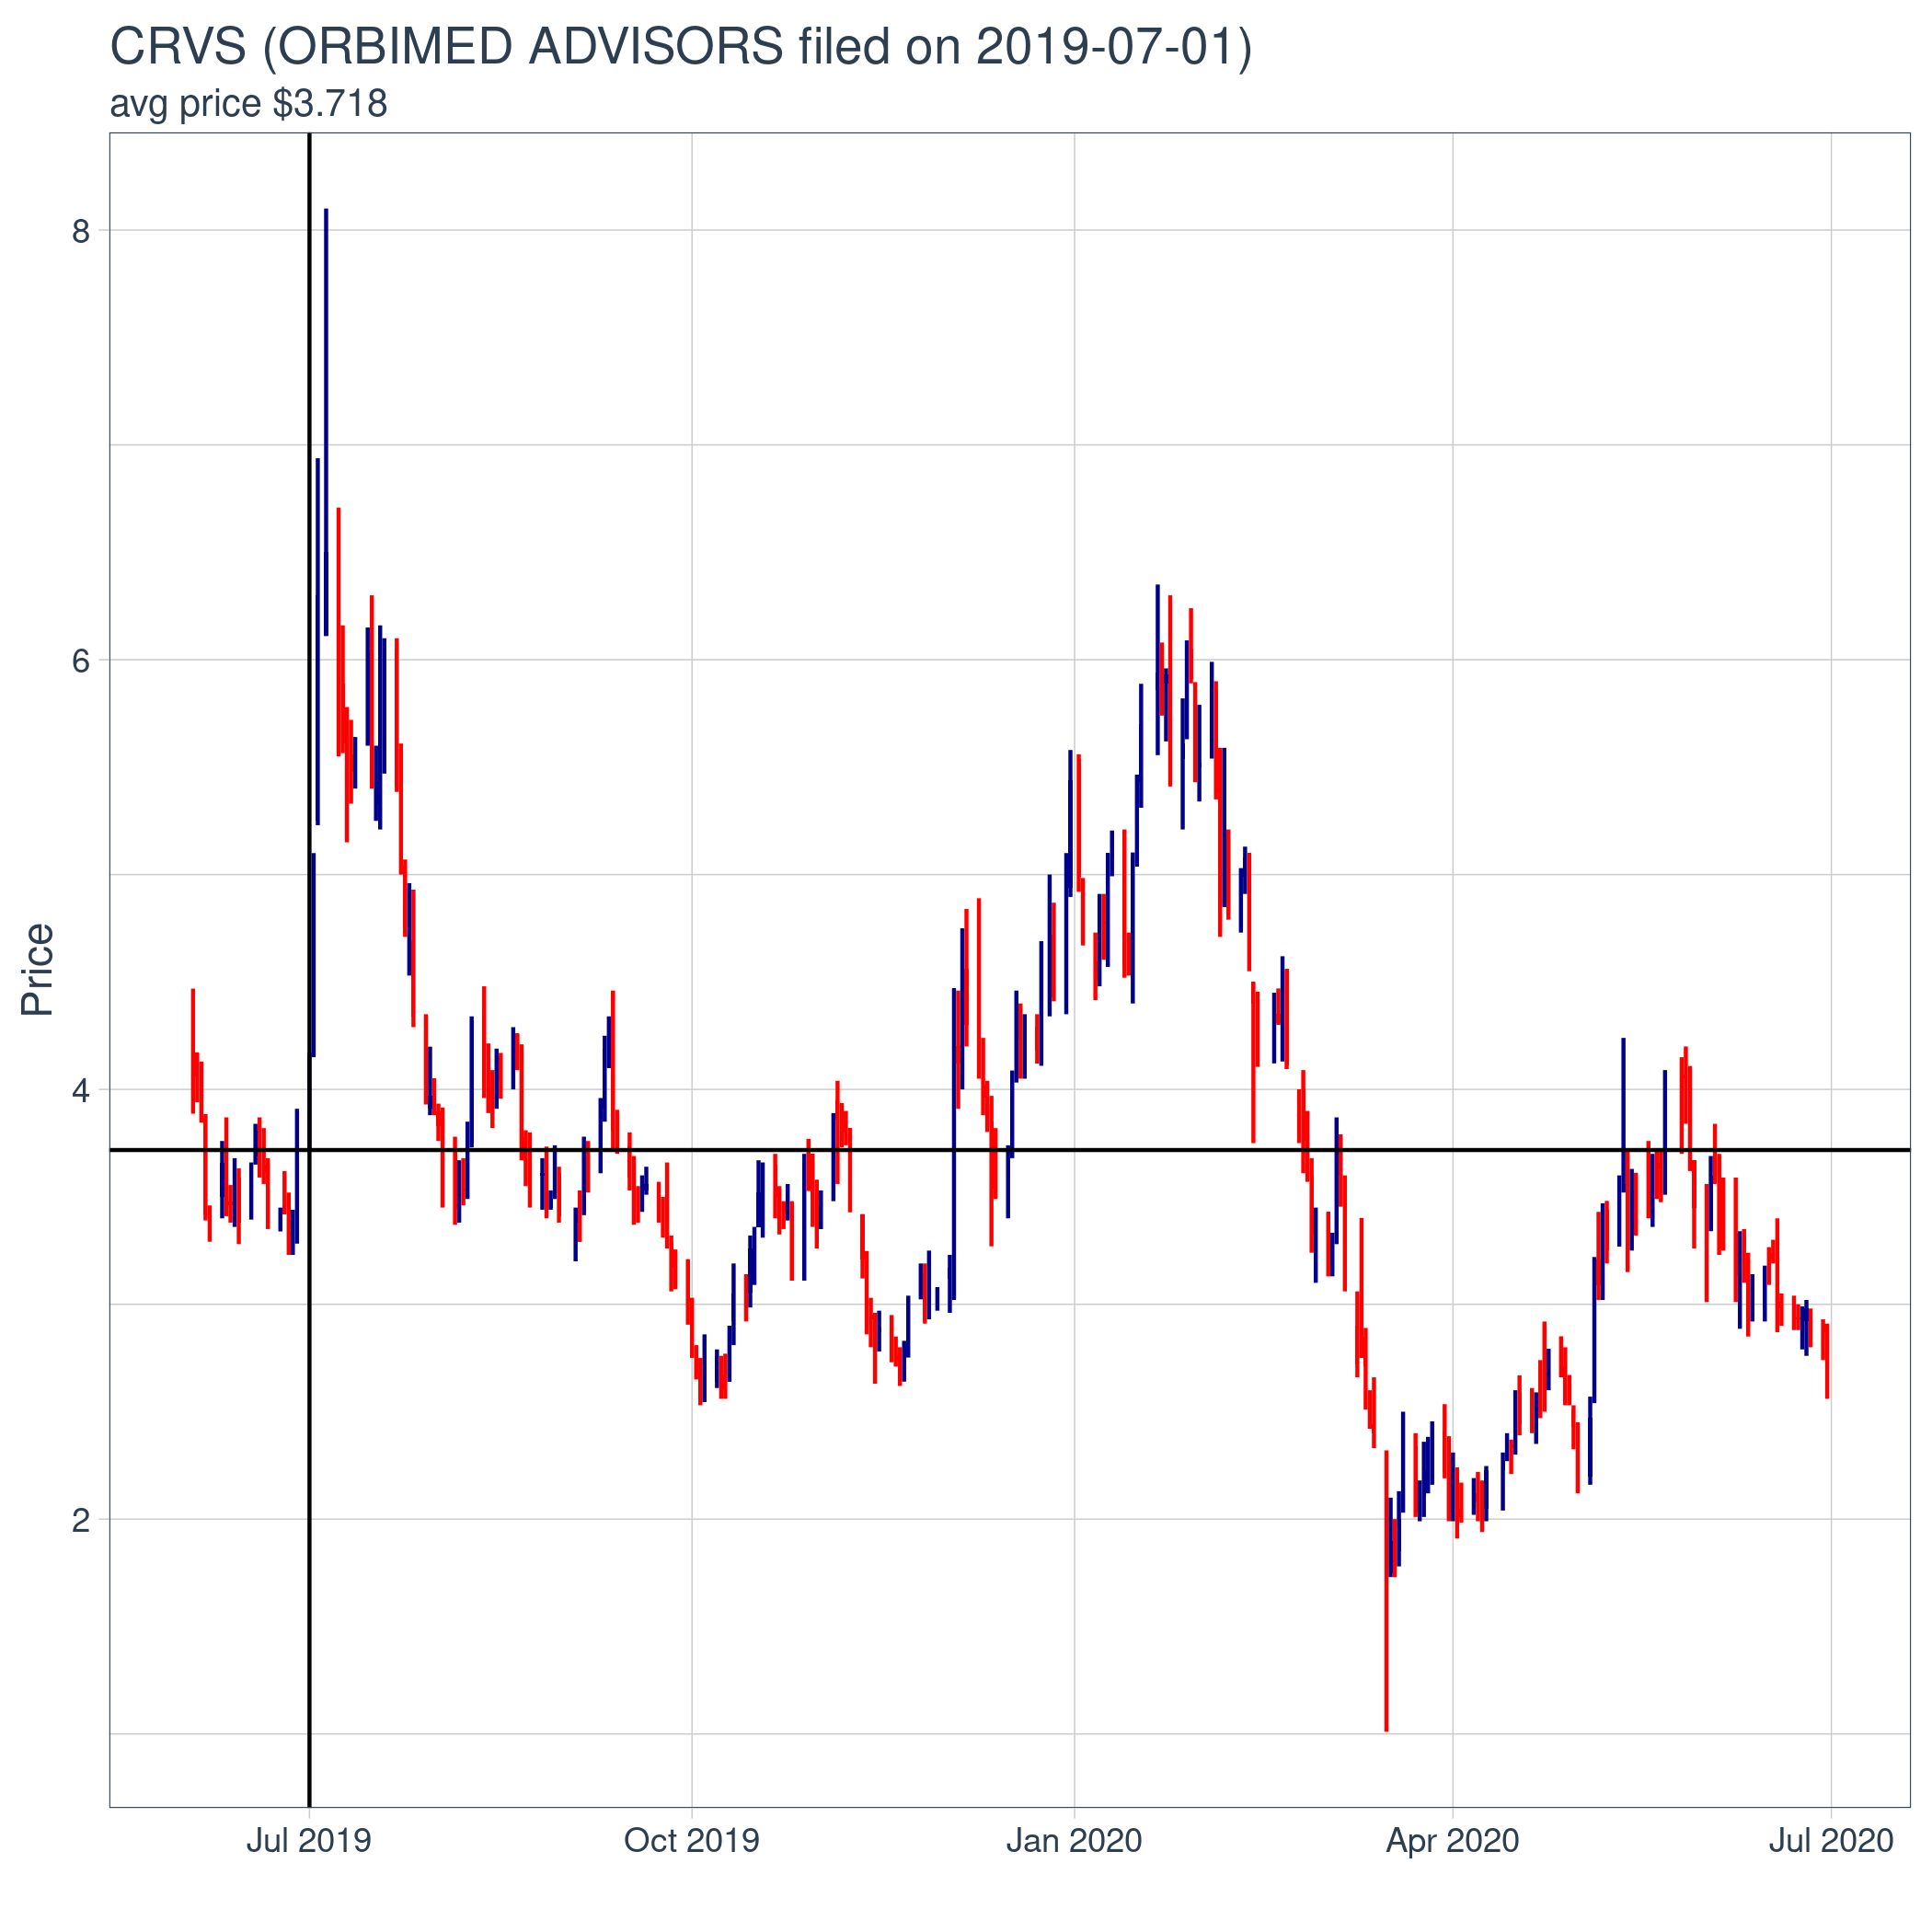 CRVS (ORBIMED ADVISORS filed on 2019-07-01)
avg price $3.718
8
6
4
2
Price
Jul 2019 Oct 2019 Jan 2020 Apr 2020 Jul 2020